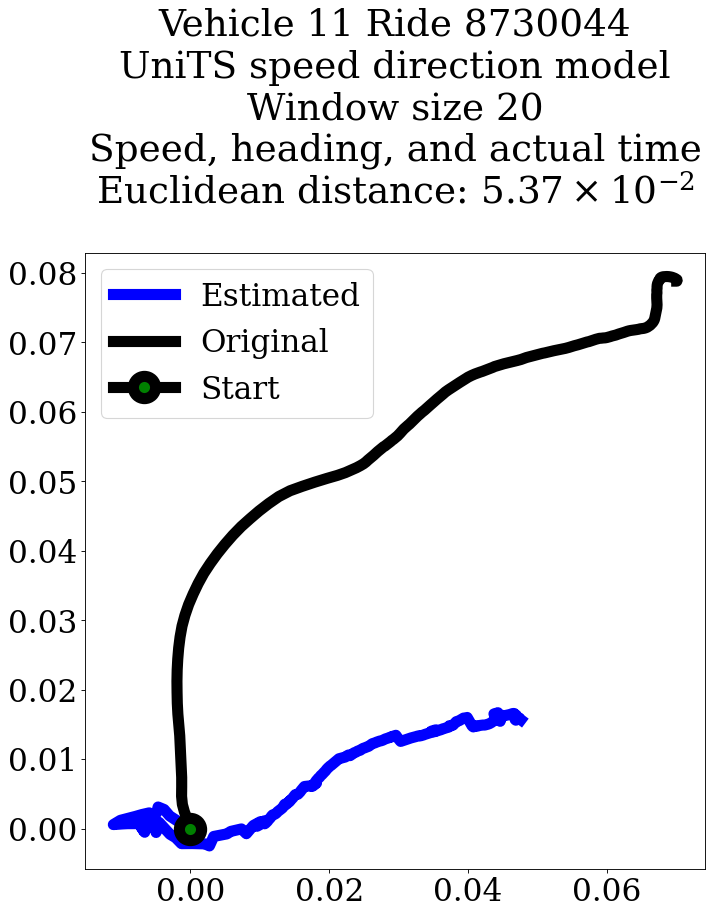 Vehicle 11 Ride 8730044
UniTS speed direction model
Window size 20
Speed, heading, and actual time
Euclidean distance: 5.37 × 10⁻²
Estimated
Original
Start
0.08
0.07
0.06
0.05
0.04
0.03
0.02
0.01
0.00
0.00 0.02 0.04 0.06